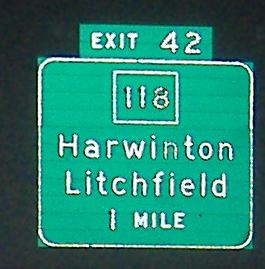 EXIT 42
118
Harwinton
Litchfield
1 MILE